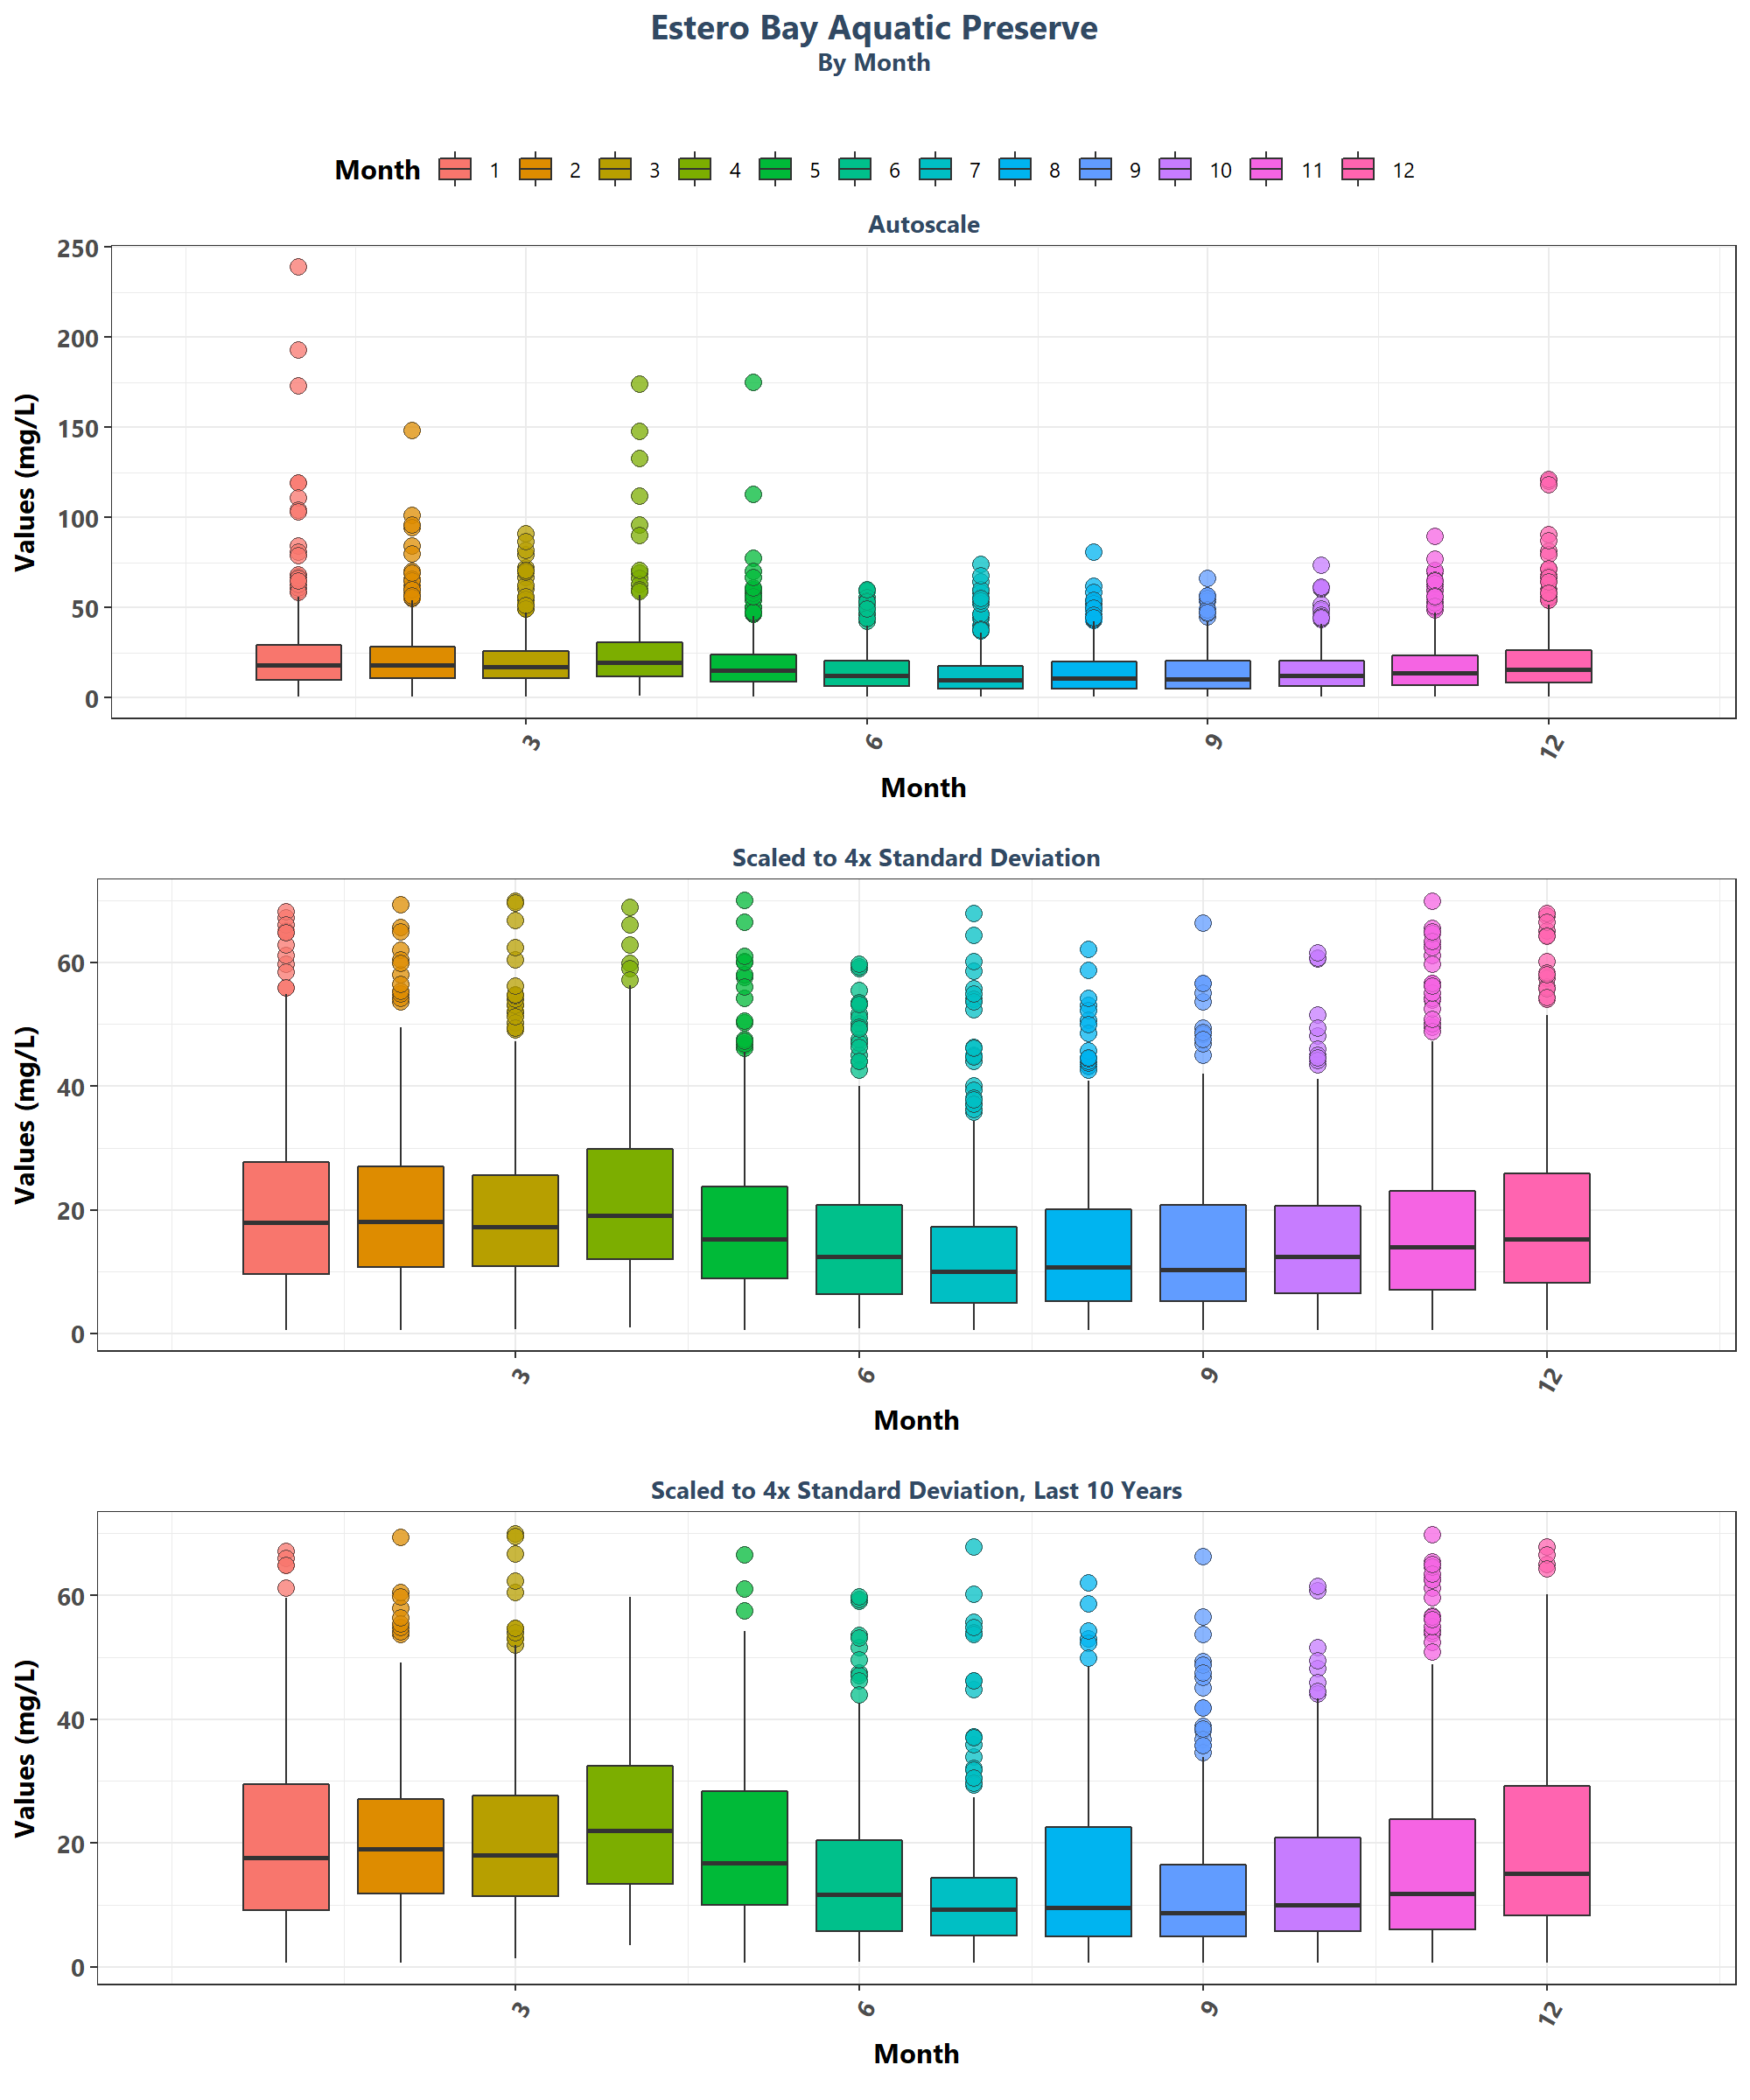 Estero Bay Aquatic Preserve
By Month
Month 1 2 3 4 5 6 7 8 9 10 11 12
Autoscale
Values (mg/L)
250
200
150
100
50
0
3 6 9 12
Month
Scaled to 4x Standard Deviation
Values (mg/L)
60
40
20
0
3 6 9 12
Month
Scaled to 4x Standard Deviation, Last 10 Years
Values (mg/L)
60
40
20
0
3 6 9 12
Month